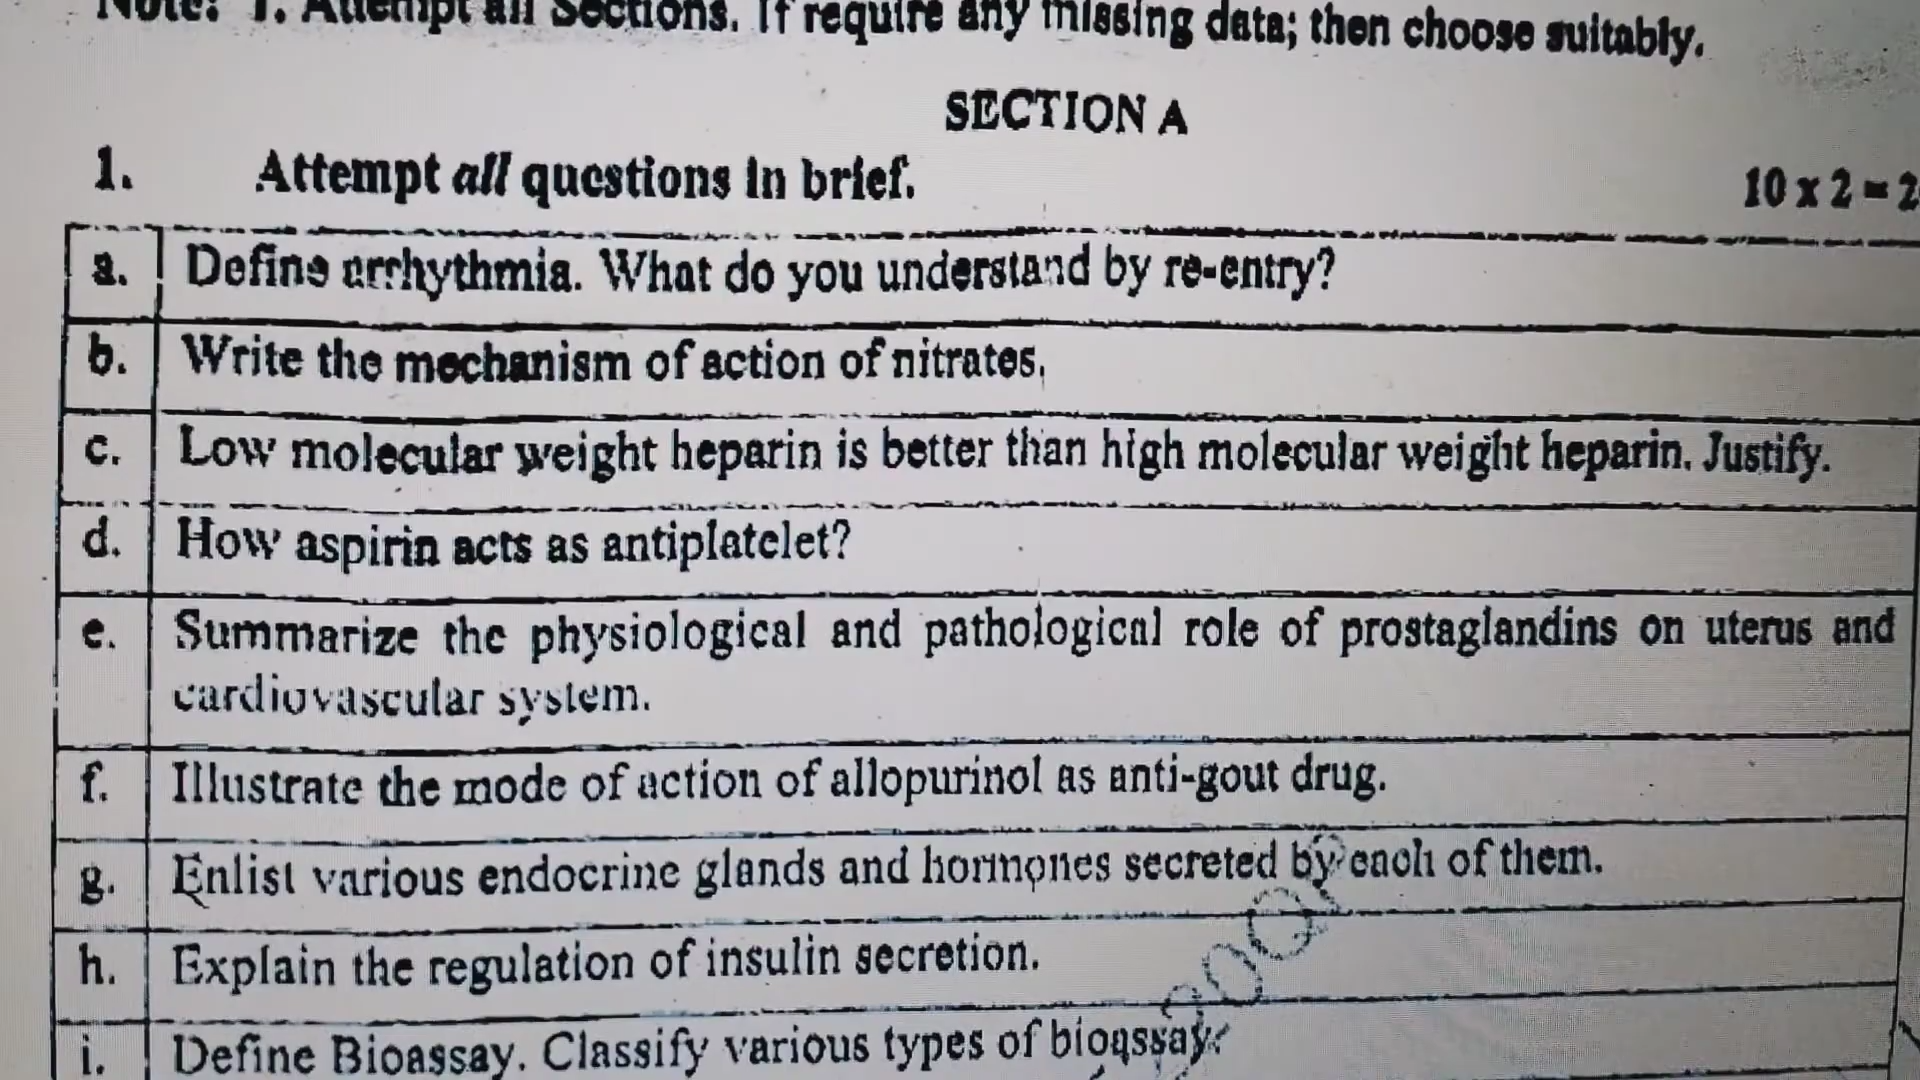 Note: 1. Attempt all Sections. If require any missing data; then choose suitably.
SECTION A
1. Attempt all questions in brief. 10 x 2 = 2
a. Define arrhythmia. What do you understand by re-entry?
b. Write the mechanism of action of nitrates.
c. Low molecular weight heparin is better than high molecular weight heparin. Justify.
d. How aspirin acts as antiplatelet?
e. Summarize the physiological and pathological role of prostaglandins on uterus and
cardiovascular system.
f. Illustrate the mode of action of allopurinol as anti-gout drug.
g. Enlist various endocrine glands and hormones secreted by each of them.
h. Explain the regulation of insulin secretion.
i. Define Bioassay. Classify various types of bioassay.